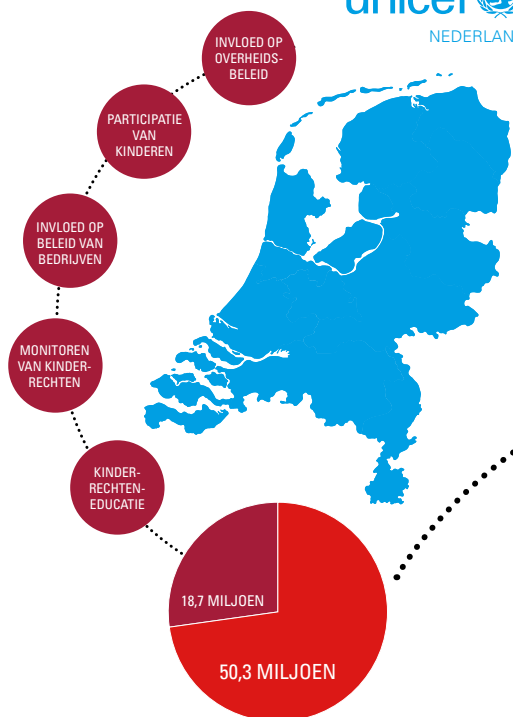 unicef
NEDERLAN
INVLOED OP
OVERHEIDS-
BELEID
PARTICIPATIE
VAN
KINDEREN
INVLOED OP
BELEID VAN
BEDRIJVEN
MONITOREN
VAN KINDER-
RECHTEN
KINDER-
RECHTEN-
EDUCATIE
18,7 MILJOEN
50,3 MILJOEN